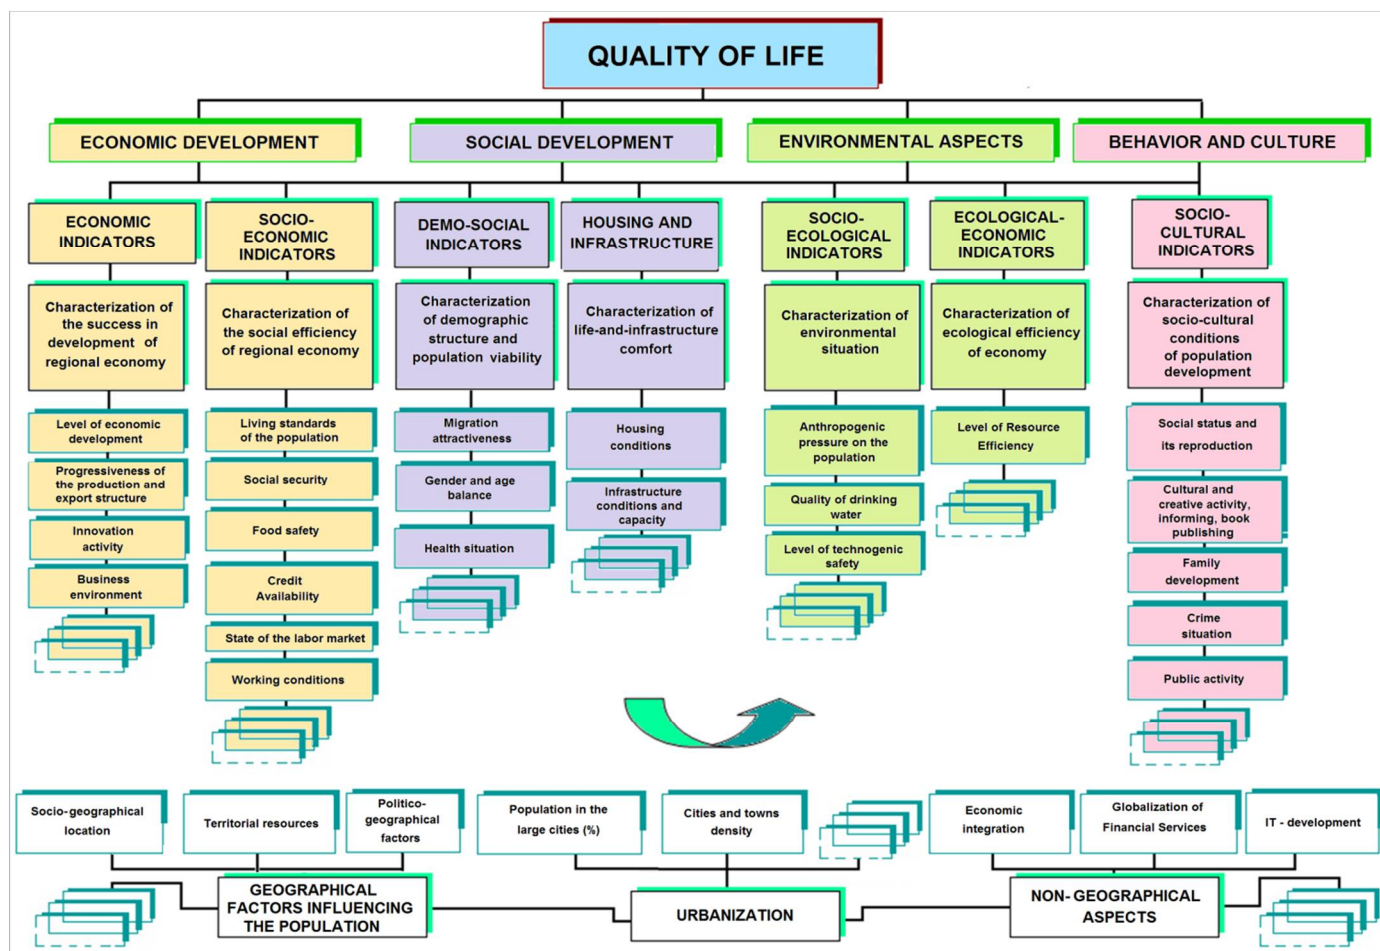 QUALITY OF LIFE
ECONOMIC DEVELOPMENT
SOCIAL DEVELOPMENT
ENVIRONMENTAL ASPECTS
BEHAVIOR AND CULTURE
ECONOMIC
INDICATORS
SOCIO-
ECONOMIC
INDICATORS
DEMO-SOCIAL
INDICATORS
HOUSING AND
INFRASTRUCTURE
SOCIO-
ECOLOGICAL
INDICATORS
ECOLOGICAL-
ECONOMIC
INDICATORS
SOCIO-
CULTURAL
INDICATORS
Characterization of
the success in
development of
regional economy
Characterization of
the social efficiency
of regional economy
Characterization
of demographic
structure and
population viability
Characterization of
life-and-infrastructure
comfort
Characterization of
environmental
situation
Characterization of
ecological efficiency
of economy
Characterization of
socio-cultural
conditions
of population
development
Level of economic
development
Progressiveness of
the production and
export structure
Innovation
activity
Business
environment
Living standards
of the population
Social security
Food safety
Credit
Availability
State of the labor market
Working conditions
Migration
attractiveness
Gender and age
balance
Health situation
Housing
conditions
Infrastructure
conditions and
capacity
Anthropogenic
pressure on the
population
Quality of drinking
water
Level of technogenic
safety
Level of Resource
Efficiency
Social status and
its reproduction
Cultural and
creative activity,
informing, book
publishing
Family
development
Crime
situation
Public activity
Socio-geographical
location
Territorial resources
Politico-
geographical
factors
Population in the
large cities (%)
Cities and towns
density
Economic
integration
Globalization of
Financial Services
IT - development
GEOGRAPHICAL
FACTORS INFLUENCING
THE POPULATION
URBANIZATION
NON- GEOGRAPHICAL
ASPECTS